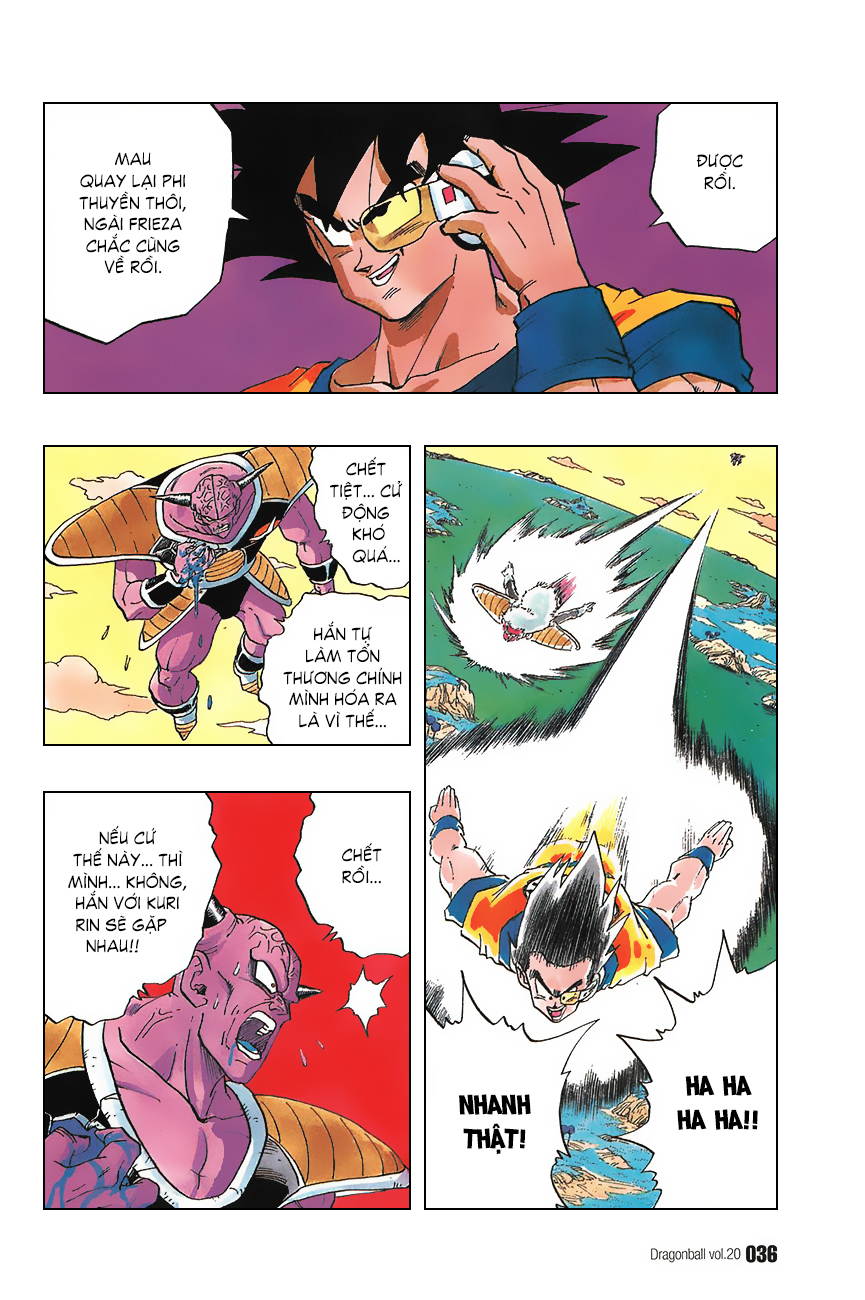 ĐƯỢC
RỒI.
MAU
QUAY LẠI PHI
THUYỀN THÔI,
NGÀI FRIEZA
CHẮC CŨNG
VỀ RỒI.
HA HA
HA HA!!
NHANH
THẬT!
CHẾT
TIỆT... CỬ
ĐỘNG
KHÓ
QUÁ...
HẮN TỰ
LÀM TỔN
THƯƠNG CHÍNH
MÌNH HÓA RA
LÀ VÌ THẾ...
CHẾT
RỒI...
NẾU CỨ
THẾ NÀY... THÌ
MÌNH... KHÔNG,
HẮN VỚI KURI
RIN SẼ GẶP
NHAU!!
Dragonball vol.20 036